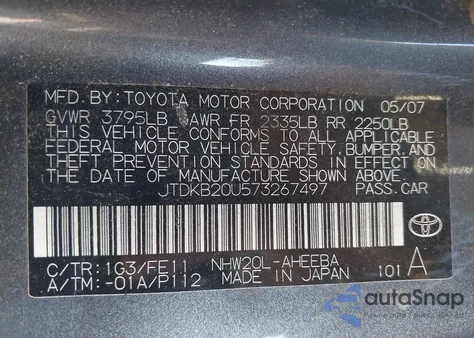 MFD. BY: TOYOTA MOTOR CORPORATION 05/07
GVWR 3795LB GAWR FR 2335LB RR 2250LB
THIS VEHICLE CONFORMS TO ALL APPLICABLE
FEDERAL MOTOR VEHICLE SAFETY, BUMPER, AND
THEFT PREVENTION STANDARDS IN EFFECT ON
THE DATE OF MANUFACTURE SHOWN ABOVE.
JTDKB20U573267497 PASS. CAR
TOYOTA
C/TR: 1G3/FE11 NHW20L-AHEEBA
A/TM: -01A/P112 MADE IN JAPAN 101 A
autoSnap